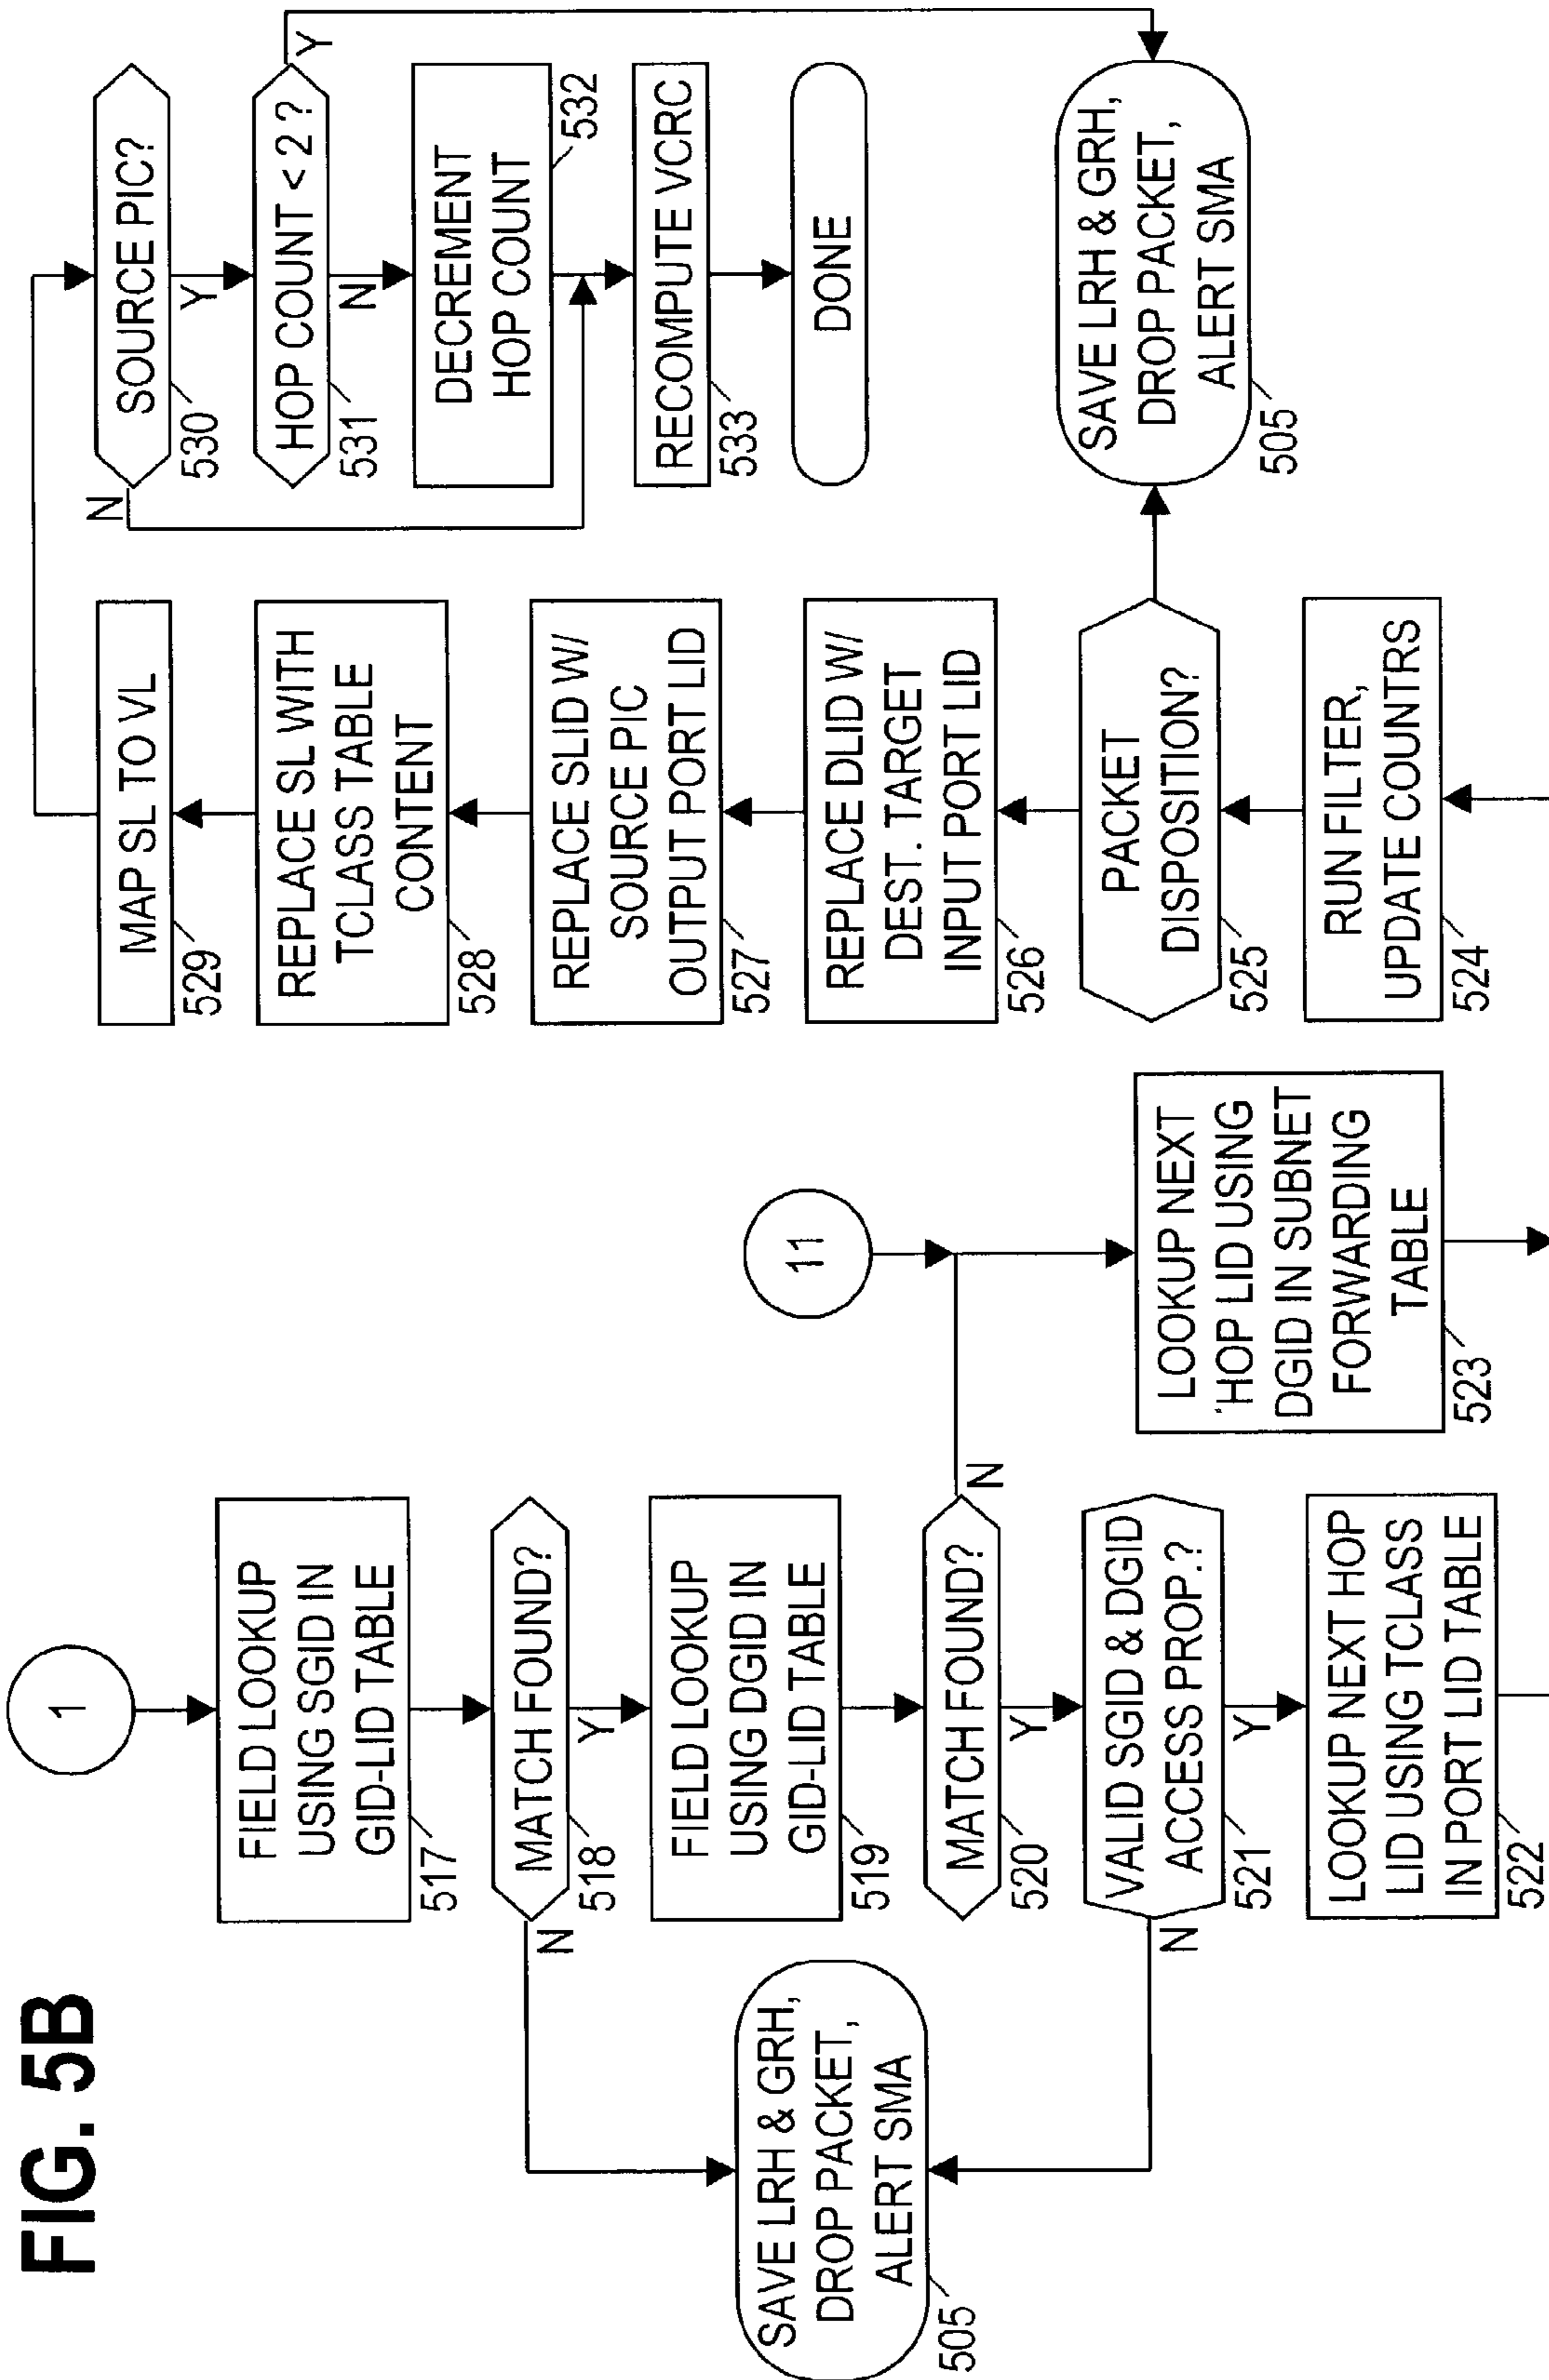 FIG. 5B
1
FIELD LOOKUP
USING SGID IN
GID-LID TABLE
517
MATCH FOUND?
518
N
Y
SAVE LRH & GRH,
DROP PACKET,
ALERT SMA
505
FIELD LOOKUP
USING DGID IN
GID-LID TABLE
519
MATCH FOUND?
520
N
Y
VALID SGID & DGID
ACCESS PROP.?
521
N
Y
LOOKUP NEXT HOP
LID USING TCLASS
IN PORT LID TABLE
522
11
LOOKUP NEXT
'HOP LID USING
DGID IN SUBNET
FORWARDING
TABLE
523
RUN FILTER,
UPDATE COUNTRS
524
PACKET
DISPOSITION?
525
REPLACE DLID W/
DEST. TARGET
INPUT PORT LID
526
REPLACE SLID W/
SOURCE PIC
OUTPUT PORT LID
527
REPLACE SL WITH
TCLASS TABLE
CONTENT
528
MAP SL TO VL
529
SOURCE PIC?
530
N
Y
HOP COUNT < 2 ?
531
Y
N
DECREMENT
HOP COUNT
532
RECOMPUTE VCRC
533
DONE
SAVE LRH & GRH,
DROP PACKET,
ALERT SMA
505